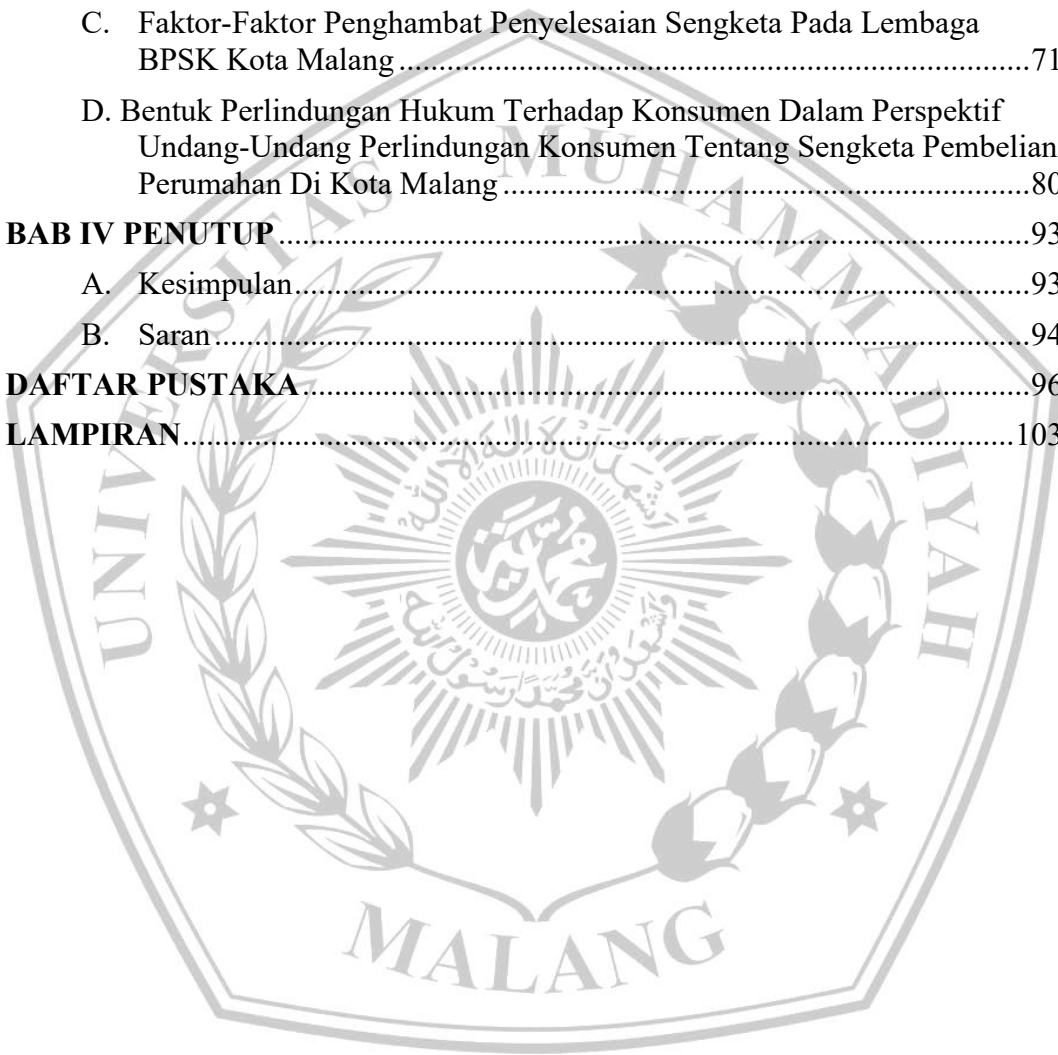 C. Faktor-Faktor Penghambat Penyelesaian Sengketa Pada Lembaga
BPSK Kota Malang ........................................ 71
D. Bentuk Perlindungan Hukum Terhadap Konsumen Dalam Perspektif
Undang-Undang Perlindungan Konsumen Tentang Sengketa Pembelian
Perumahan Di Kota Malang ........................................ 80
BAB IV PENUTUP ........................................ 93
A. Kesimpulan ........................................ 93
B. Saran ........................................ 94
DAFTAR PUSTAKA ........................................ 96
LAMPIRAN ........................................ 103
UNIVERSITAS MUHAMMADIYAH
MALANG